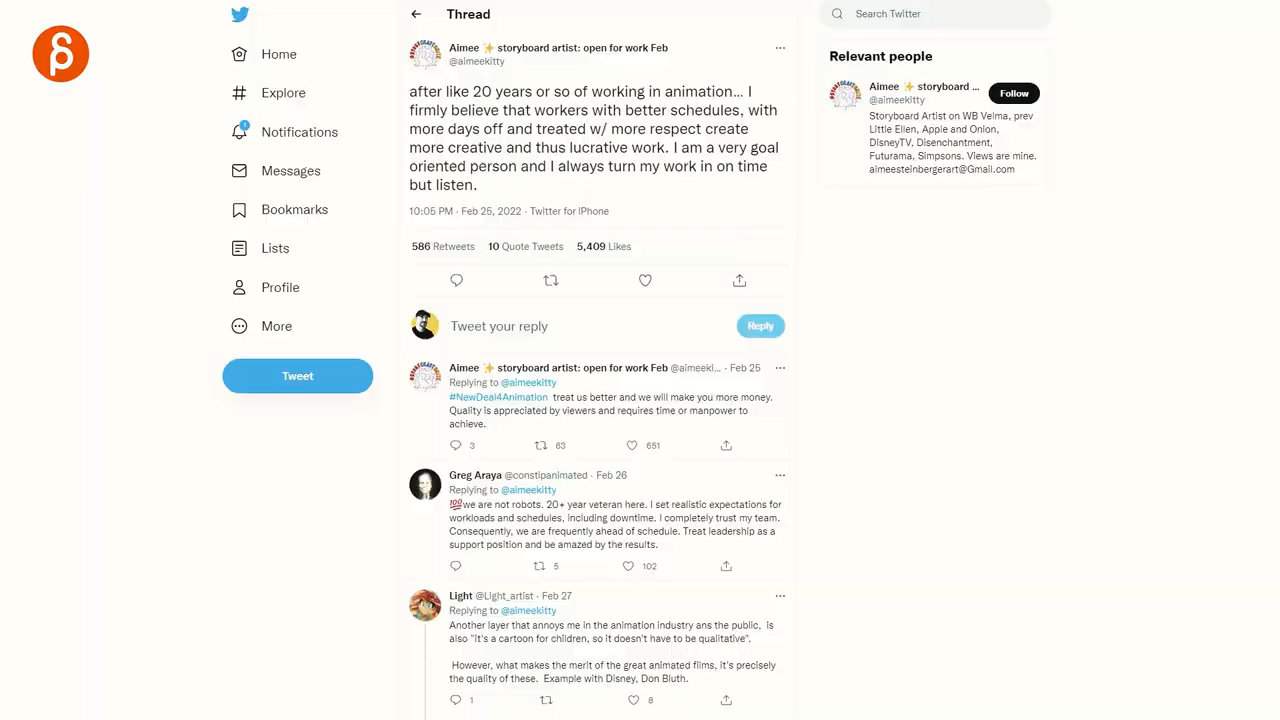 Home
Explore
1
Notifications
Messages
Bookmarks
Lists
Profile
More
Tweet
Thread
Aimee ✨ storyboard artist: open for work Feb
@aimeekitty
after like 20 years or so of working in animation... I
firmly believe that workers with better schedules, with
more days off and treated w/ more respect create
more creative and thus lucrative work. I am a very goal
oriented person and I always turn my work in on time
but listen.
10:05 PM · Feb 25, 2022 · Twitter for iPhone
586 Retweets 10 Quote Tweets 5,409 Likes
Tweet your reply
Reply
Aimee ✨ storyboard artist: open for work Feb @aimeeki... · Feb 25
Replying to @aimeekitty
#NewDeal4Animation treat us better and we will make you more money.
Quality is appreciated by viewers and requires time or manpower to
achieve.
3 63 651
Greg Araya @constipanimated · Feb 26
Replying to @aimeekitty
💯we are not robots. 20+ year veteran here. I set realistic expectations for
workloads and schedules, including downtime. I completely trust my team.
Consequently, we are frequently ahead of schedule. Treat leadership as a
support position and be amazed by the results.
5 102
Light @Light_artist · Feb 27
Replying to @aimeekitty
Another layer that annoys me in the animation industry ans the public, is
also "it's a cartoon for children, so it doesn't have to be qualitative".
However, what makes the merit of the great animated films, it's precisely
the quality of these. Example with Disney, Don Bluth.
1 8
Search Twitter
Relevant people
Aimee ✨ storyboard ...
@aimeekitty
Follow
Storyboard Artist on WB Velma, prev
Little Ellen, Apple and Onion,
DisneyTV, Disenchantment,
Futurama, Simpsons. Views are mine.
aimeesteinbergerart@Gmail.com